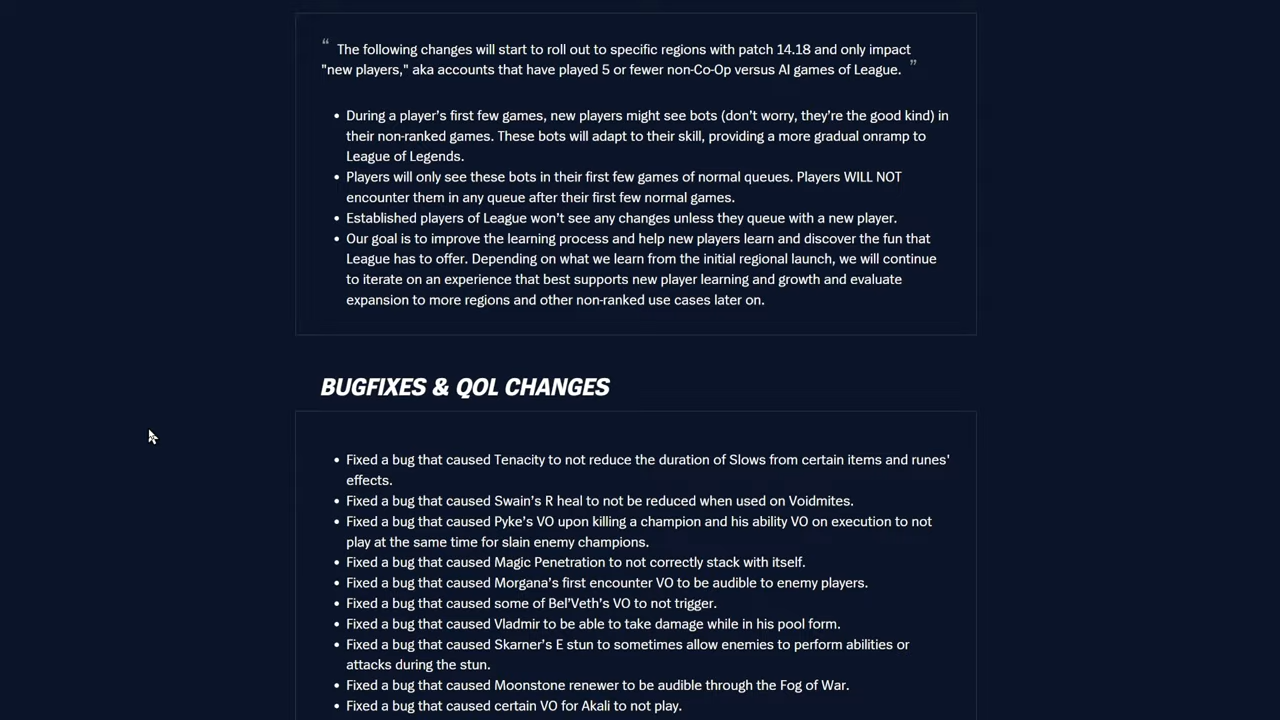 “ The following changes will start to roll out to specific regions with patch 14.18 and only impact
"new players," aka accounts that have played 5 or fewer non-Co-Op versus AI games of League. ”
• During a player's first few games, new players might see bots (don't worry, they're the good kind) in
their non-ranked games. These bots will adapt to their skill, providing a more gradual onramp to
League of Legends.
• Players will only see these bots in their first few games of normal queues. Players WILL NOT
encounter them in any queue after their first few normal games.
• Established players of League won't see any changes unless they queue with a new player.
• Our goal is to improve the learning process and help new players learn and discover the fun that
League has to offer. Depending on what we learn from the initial regional launch, we will continue
to iterate on an experience that best supports new player learning and growth and evaluate
expansion to more regions and other non-ranked use cases later on.
BUGFIXES & QOL CHANGES
• Fixed a bug that caused Tenacity to not reduce the duration of Slows from certain items and runes'
effects.
• Fixed a bug that caused Swain's R heal to not be reduced when used on Voidmites.
• Fixed a bug that caused Pyke's VO upon killing a champion and his ability VO on execution to not
play at the same time for slain enemy champions.
• Fixed a bug that caused Magic Penetration to not correctly stack with itself.
• Fixed a bug that caused Morgana's first encounter VO to be audible to enemy players.
• Fixed a bug that caused some of Bel'Veth's VO to not trigger.
• Fixed a bug that caused Vladmir to be able to take damage while in his pool form.
• Fixed a bug that caused Skarner's E stun to sometimes allow enemies to perform abilities or
attacks during the stun.
• Fixed a bug that caused Moonstone renewer to be audible through the Fog of War.
• Fixed a bug that caused certain VO for Akali to not play.